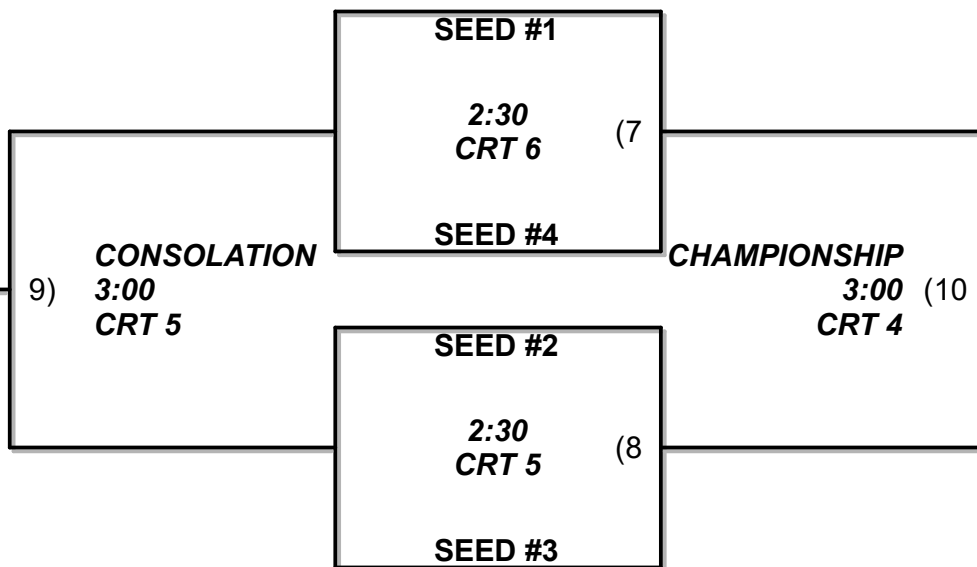 SEED #1
2:30
CRT 6
(7
SEED #4
CONSOLATION
9) 3:00
CRT 5
CHAMPIONSHIP
3:00 (10
CRT 4
SEED #2
2:30
CRT 5
(8
SEED #3